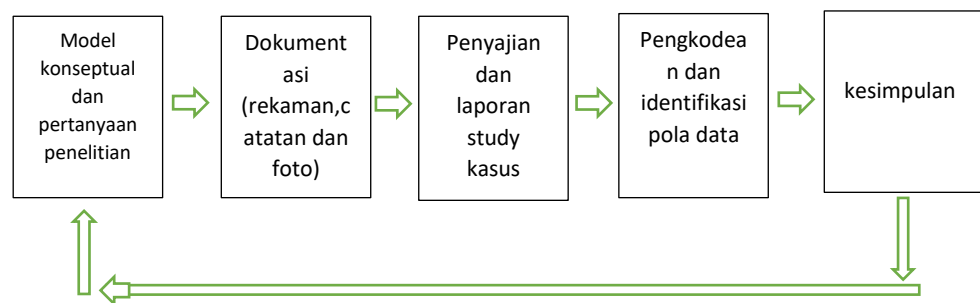 Model
konseptual
dan
pertanyaan
penelitian
Dokument
asi
(rekaman,c
atatan dan
foto)
Penyajian
dan
laporan
study
kasus
Pengkodea
n dan
identifikasi
pola data
kesimpulan